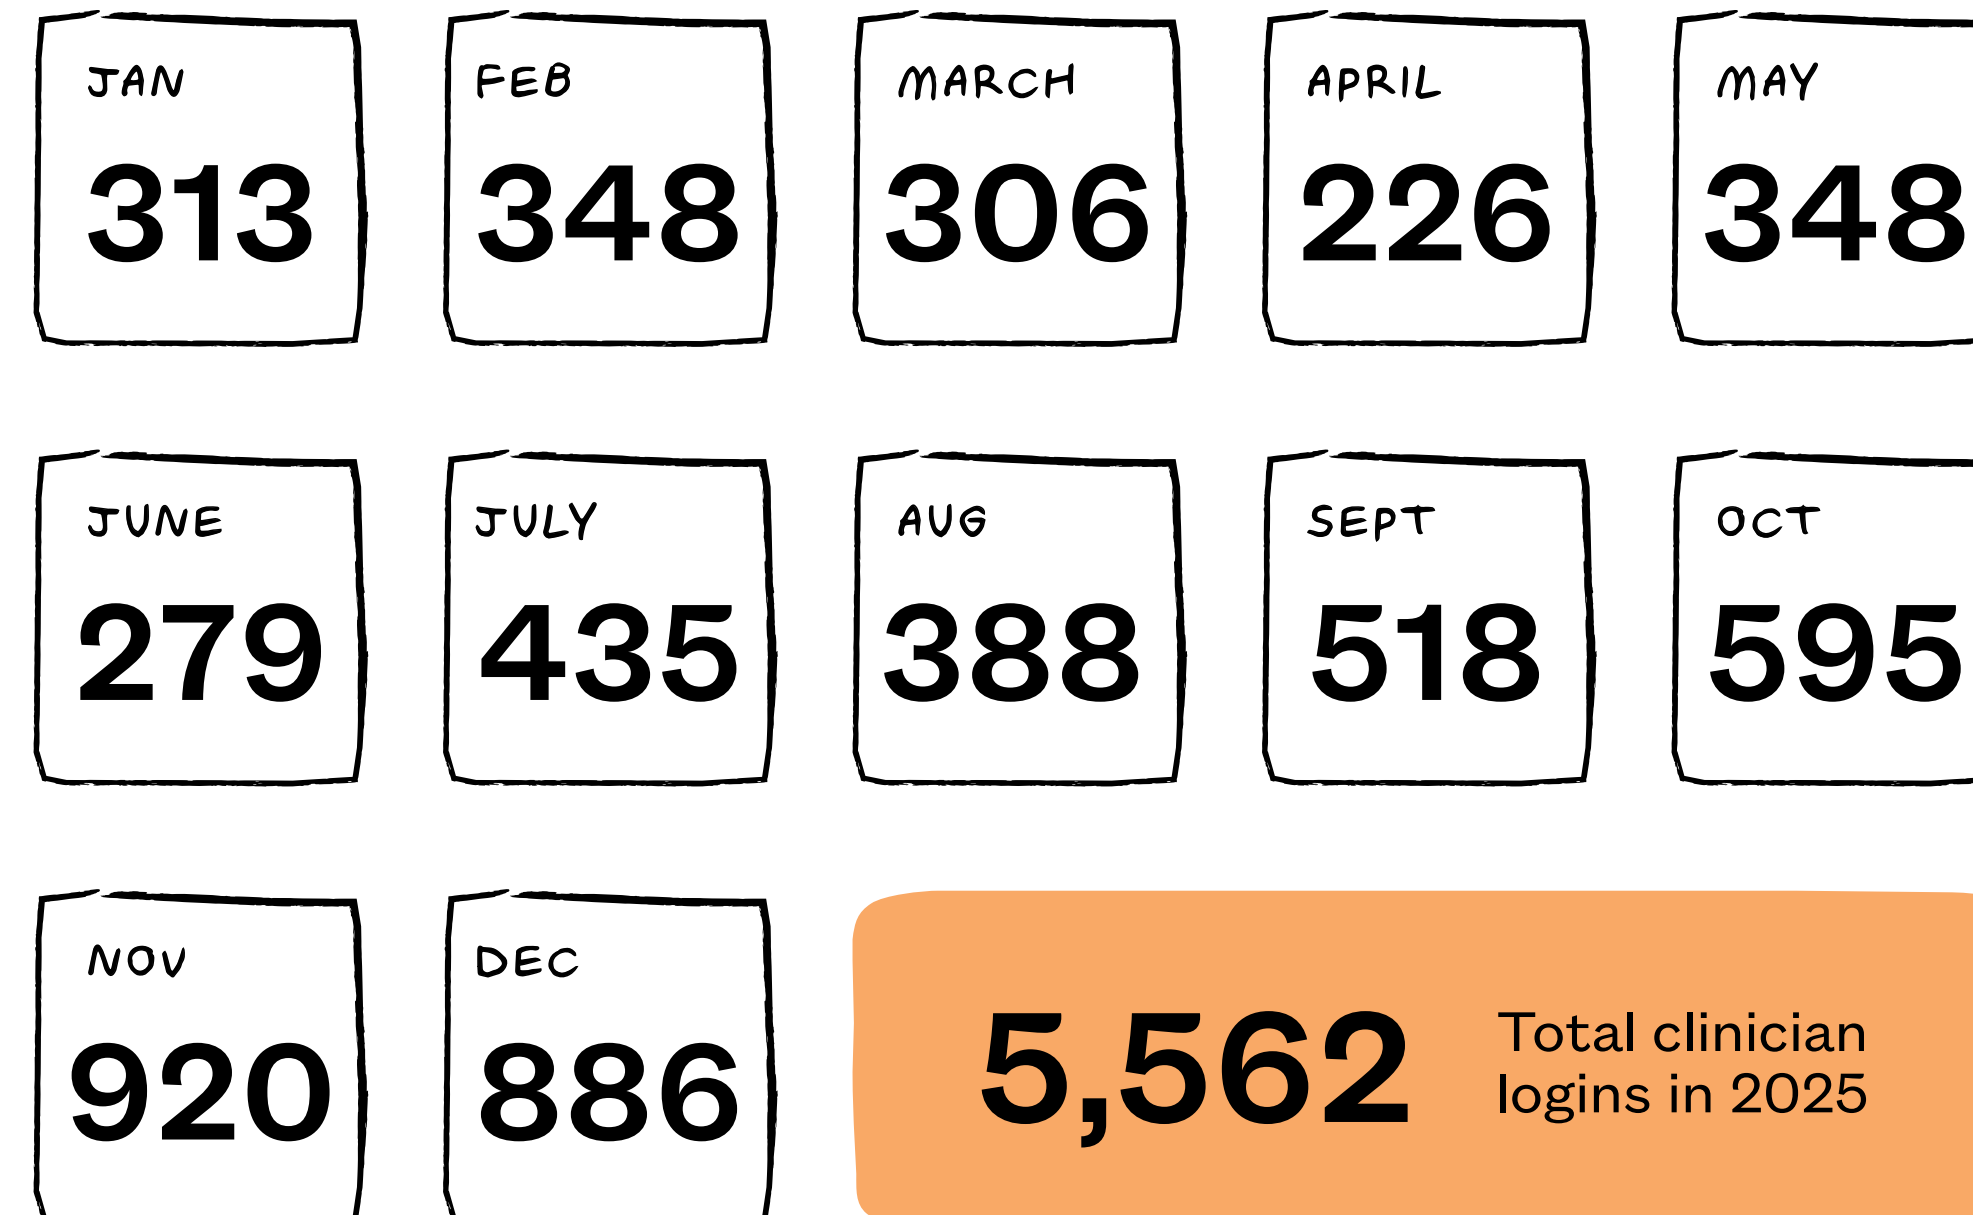 JAN
313
FEB
348
MARCH
306
APRIL
226
MAY
348
JUNE
279
JULY
435
AUG
388
SEPT
518
OCT
595
NOV
920
DEC
886
5,562
Total clinician
logins in 2025